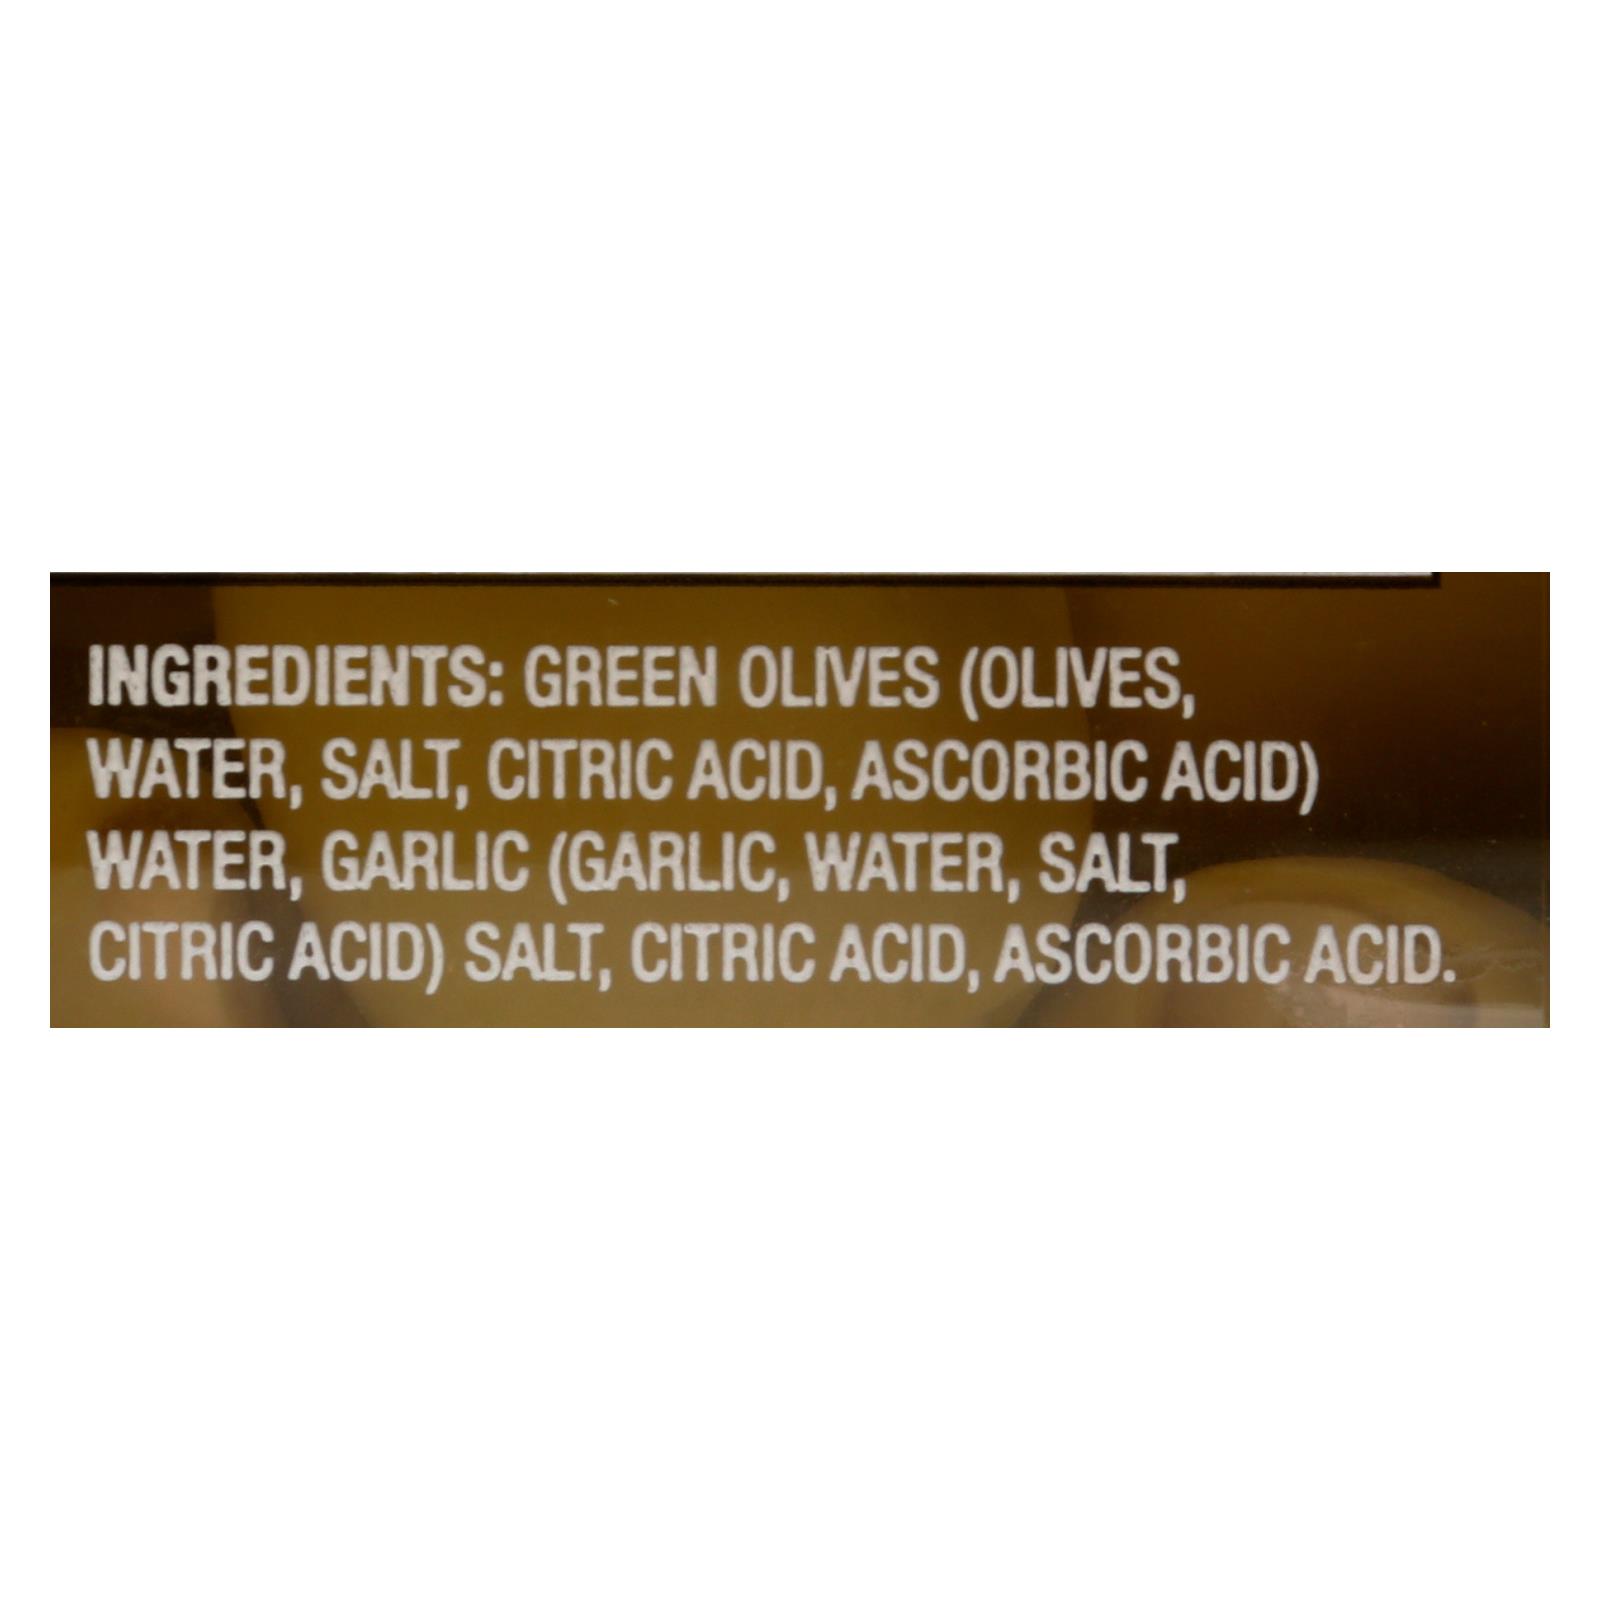 INGREDIENTS: GREEN OLIVES (OLIVES,
WATER, SALT, CITRIC ACID, ASCORBIC ACID)
WATER, GARLIC (GARLIC, WATER, SALT,
CITRIC ACID) SALT, CITRIC ACID, ASCORBIC ACID.